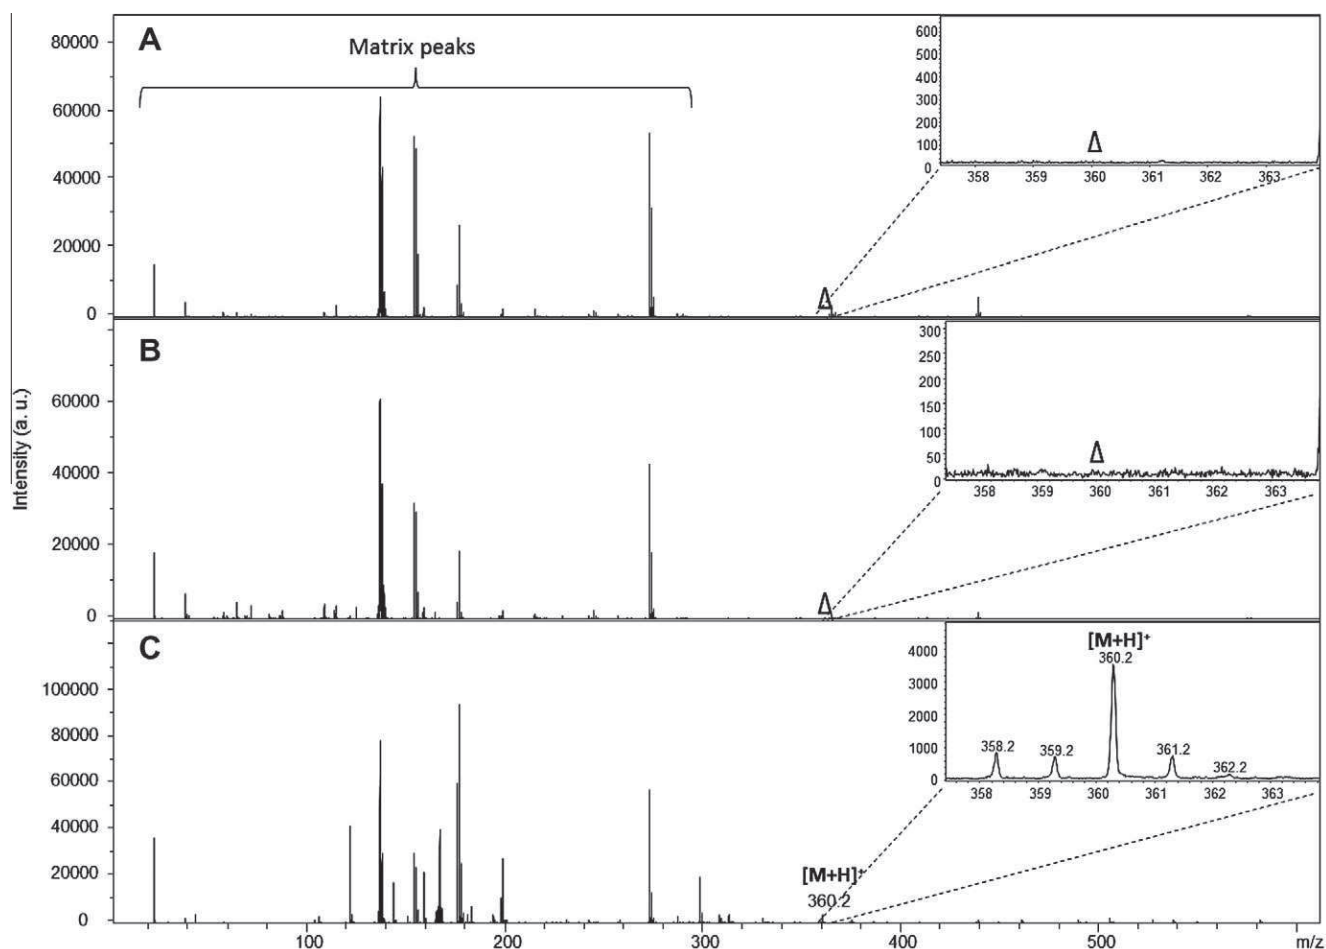 Intensity (a. u.)
A
Matrix peaks
80000
60000
40000
20000
0
600
500
400
300
200
100
0
358 359 360 361 362 363
Δ
Δ
B
60000
40000
20000
0
300
250
200
150
100
50
0
358 359 360 361 362 363
Δ
Δ
C
100000
80000
60000
40000
20000
0
[M+H]⁺
360.2
4000
3000
2000
1000
0
358.2 359.2 361.2 362.2
358 359 360 361 362 363
[M+H]⁺
360.2
100 200 300 400 500 m/z